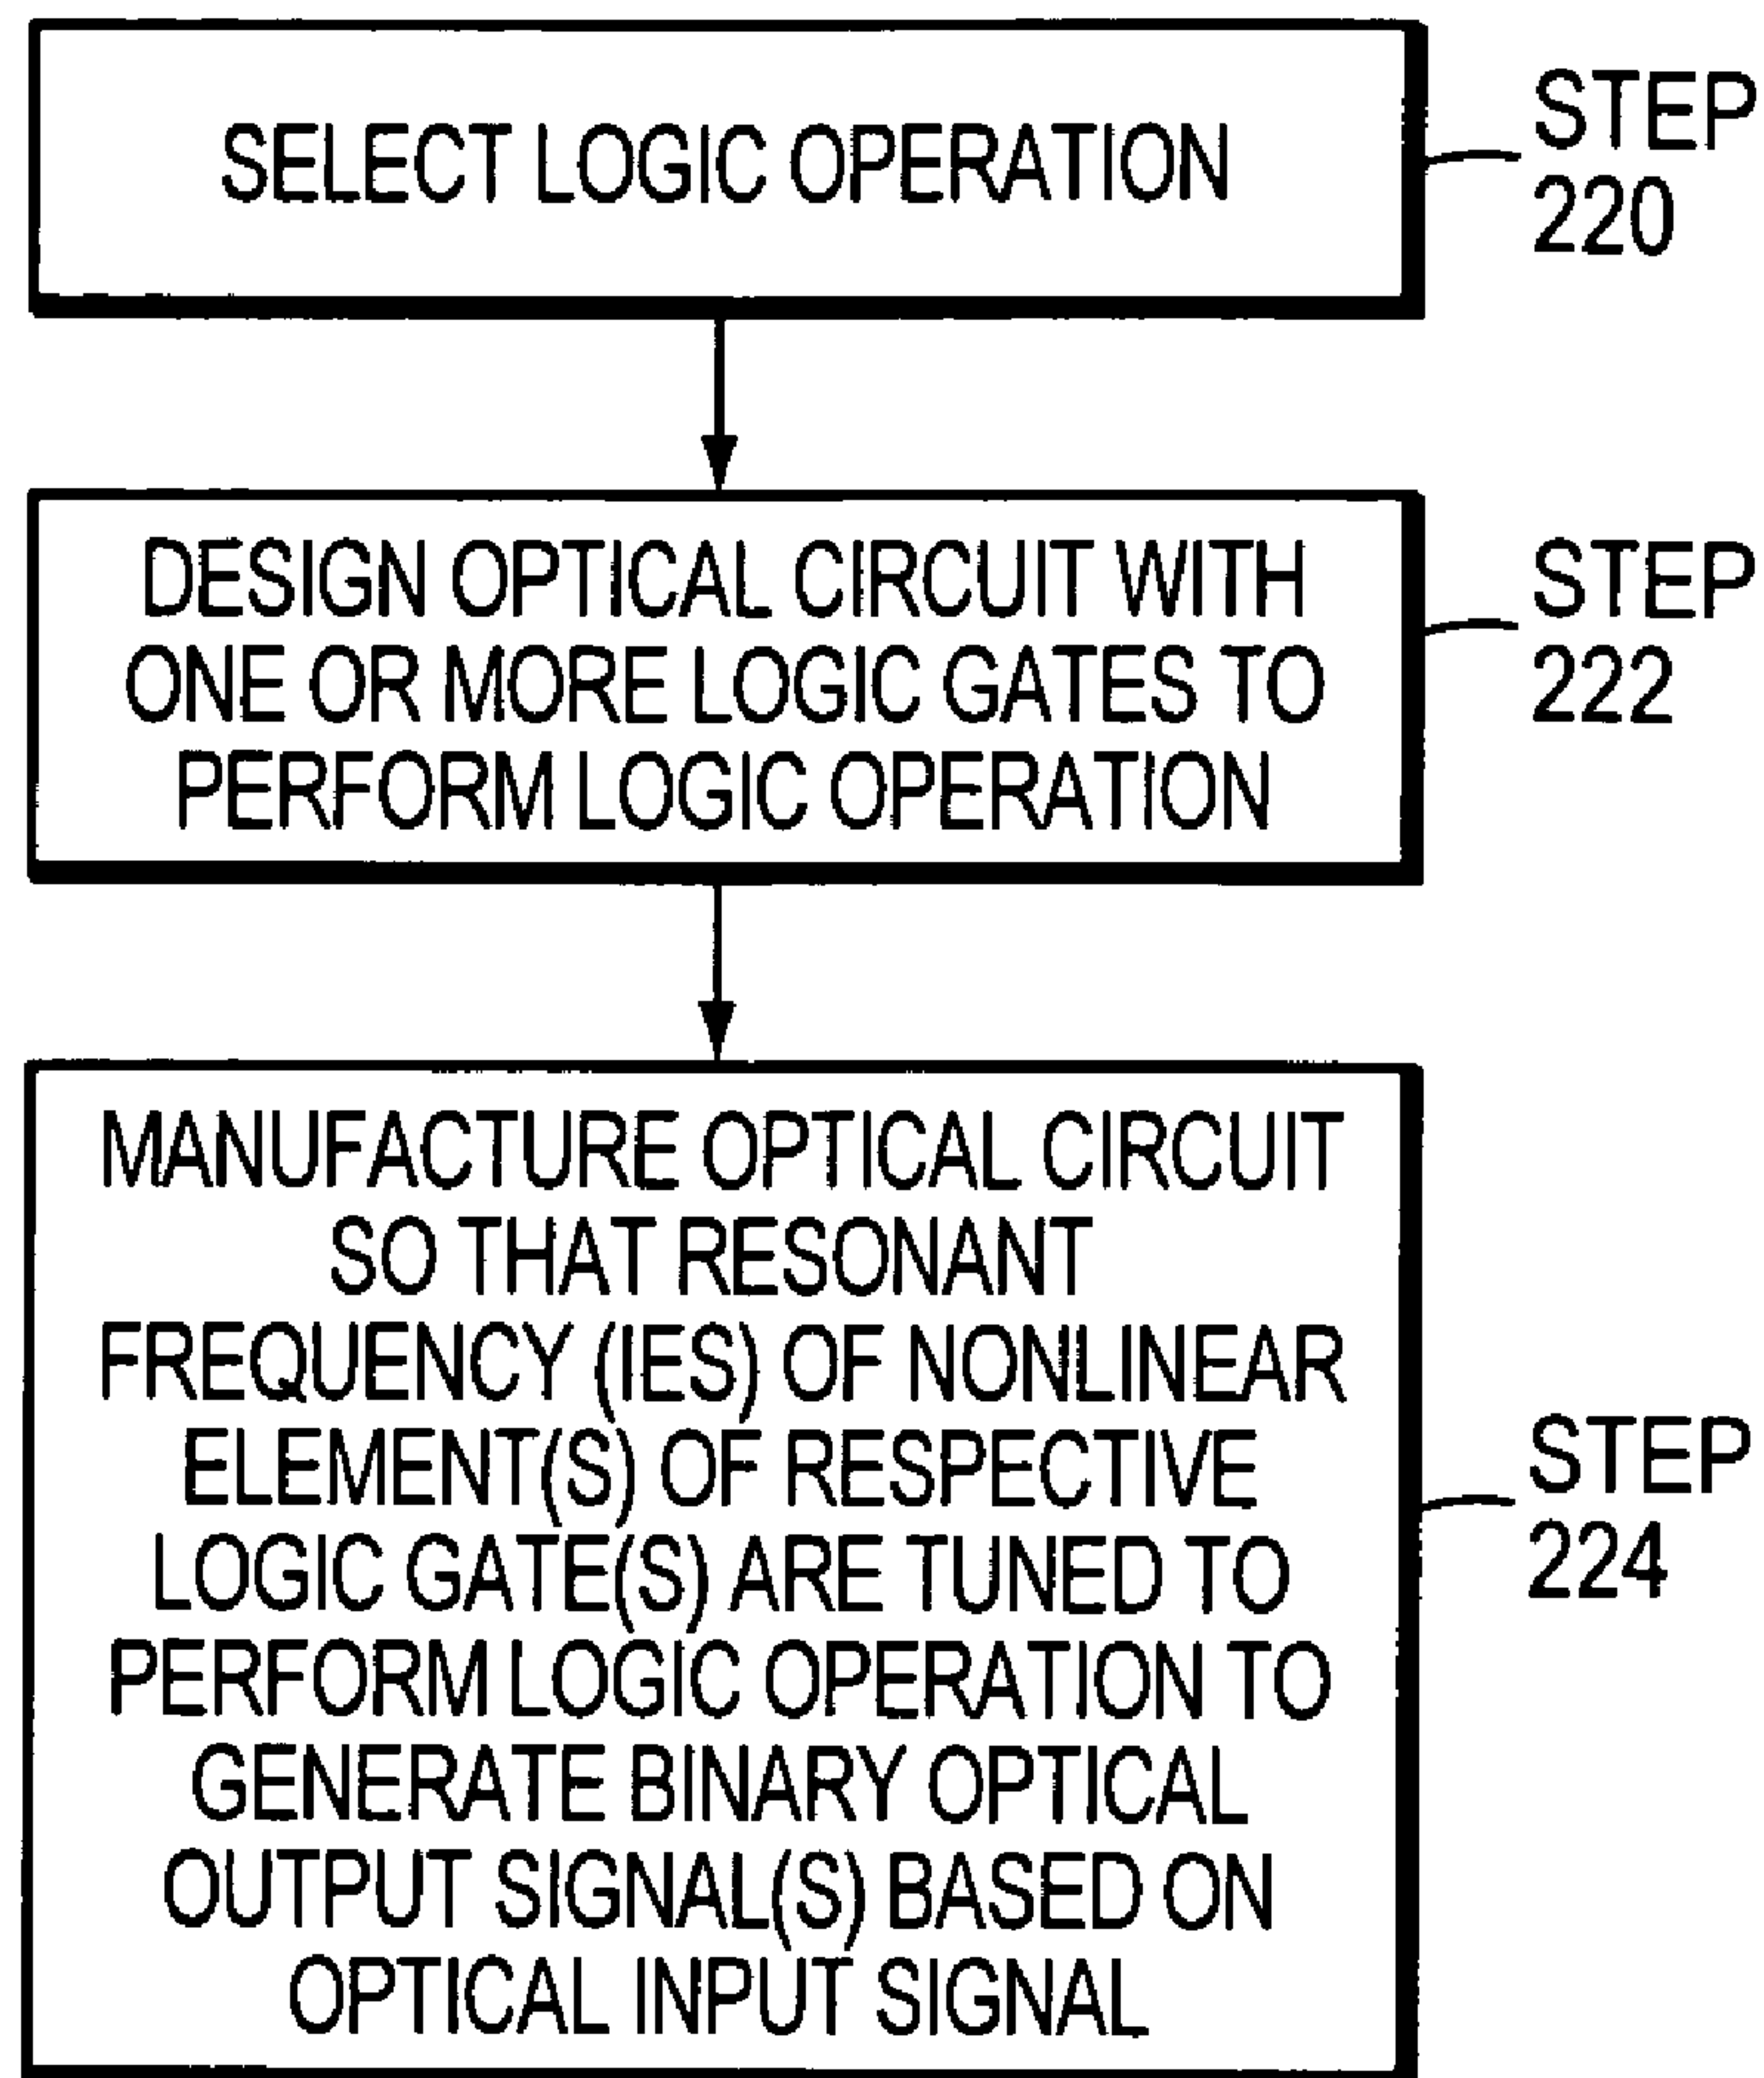 SELECT LOGIC OPERATION
STEP
220
DESIGN OPTICAL CIRCUIT WITH
ONE OR MORE LOGIC GATES TO
PERFORM LOGIC OPERATION
STEP
222
MANUFACTURE OPTICAL CIRCUIT
SO THAT RESONANT
FREQUENCY (IES) OF NONLINEAR
ELEMENT(S) OF RESPECTIVE
LOGIC GATE(S) ARE TUNED TO
PERFORM LOGIC OPERATION TO
GENERATE BINARY OPTICAL
OUTPUT SIGNAL(S) BASED ON
OPTICAL INPUT SIGNAL
STEP
224